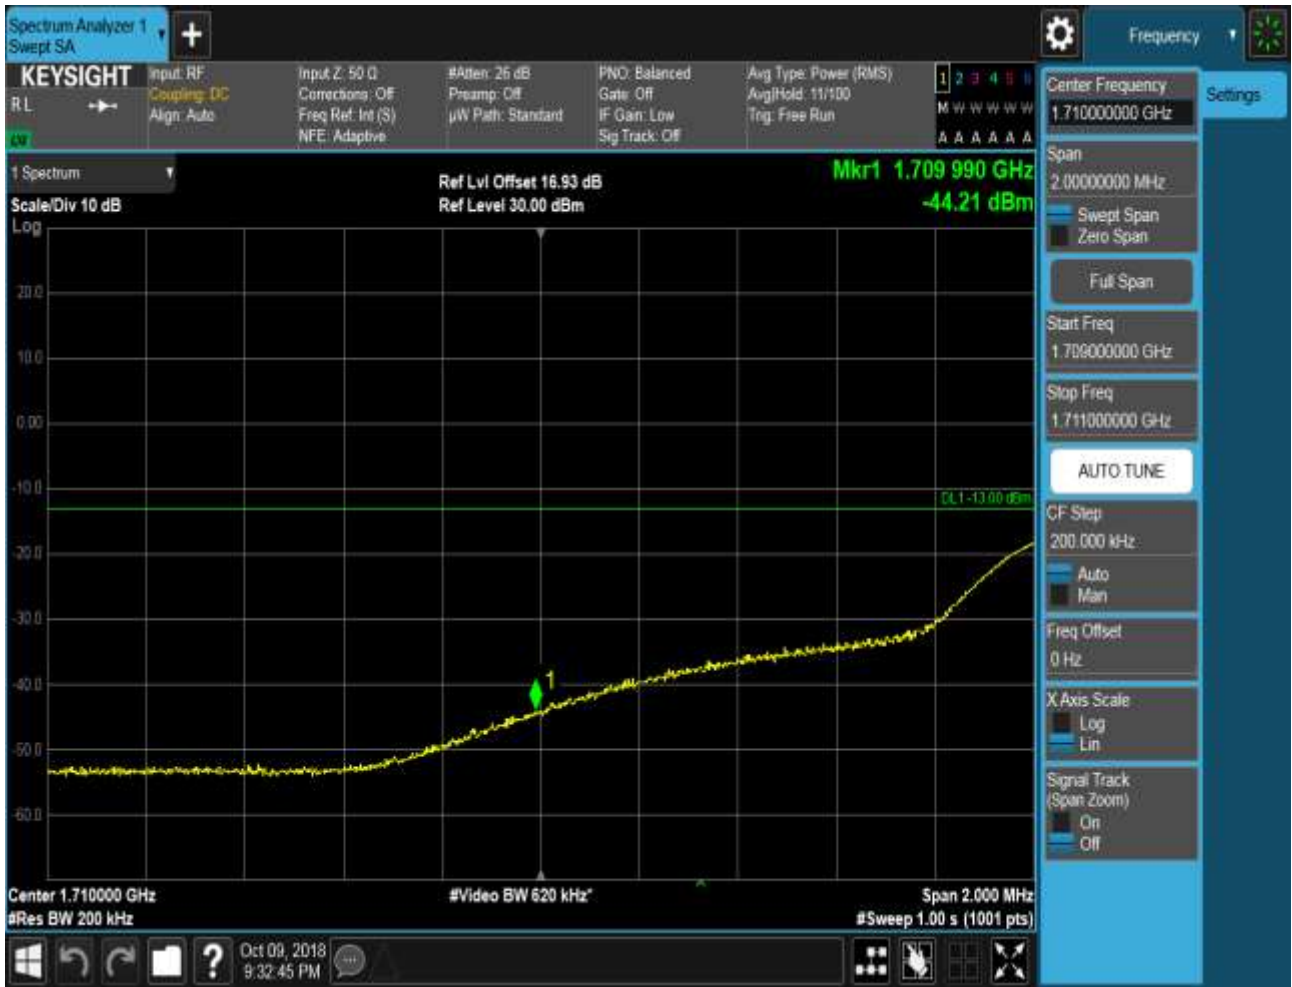 Spectrum Analyzer 1
Swept SA
+
Frequency
KEYSIGHT
RL
Input: RF
Coupling: DC
Align: Auto
Input Z: 50 Ω
Corrections: Off
Freq Ref: Int (S)
NFE: Adaptive
#Atten: 26 dB
Preamp: Off
µW Path: Standard
PNO: Balanced
Gate: Off
IF Gain: Low
Sig Track: Off
Avg Type: Power (RMS)
Avg|Hold: 11/100
Trig: Free Run
1 2 3 4 5 6
M W W W W W
A A A A A A
1 Spectrum
Scale/Div 10 dB
Log
Ref Lvl Offset 16.93 dB
Ref Level 30.00 dBm
Mkr1 1.709 990 GHz
-44.21 dBm
20.0
10.0
0.00
-10.0
DL1 -13.00 dBm
-20.0
-30.0
-40.0
1
-50.0
-60.0
Center 1.710000 GHz
#Video BW 620 kHz*
Span 2.000 MHz
#Res BW 200 kHz
#Sweep 1.00 s (1001 pts)
Oct 09, 2018
9:32:45 PM
?
Center Frequency
1.710000000 GHz
Settings
Span
2.00000000 MHz
Swept Span
Zero Span
Full Span
Start Freq
1.709000000 GHz
Stop Freq
1.711000000 GHz
AUTO TUNE
CF Step
200.000 kHz
Auto
Man
Freq Offset
0 Hz
X Axis Scale
Log
Lin
Signal Track
(Span Zoom)
On
Off